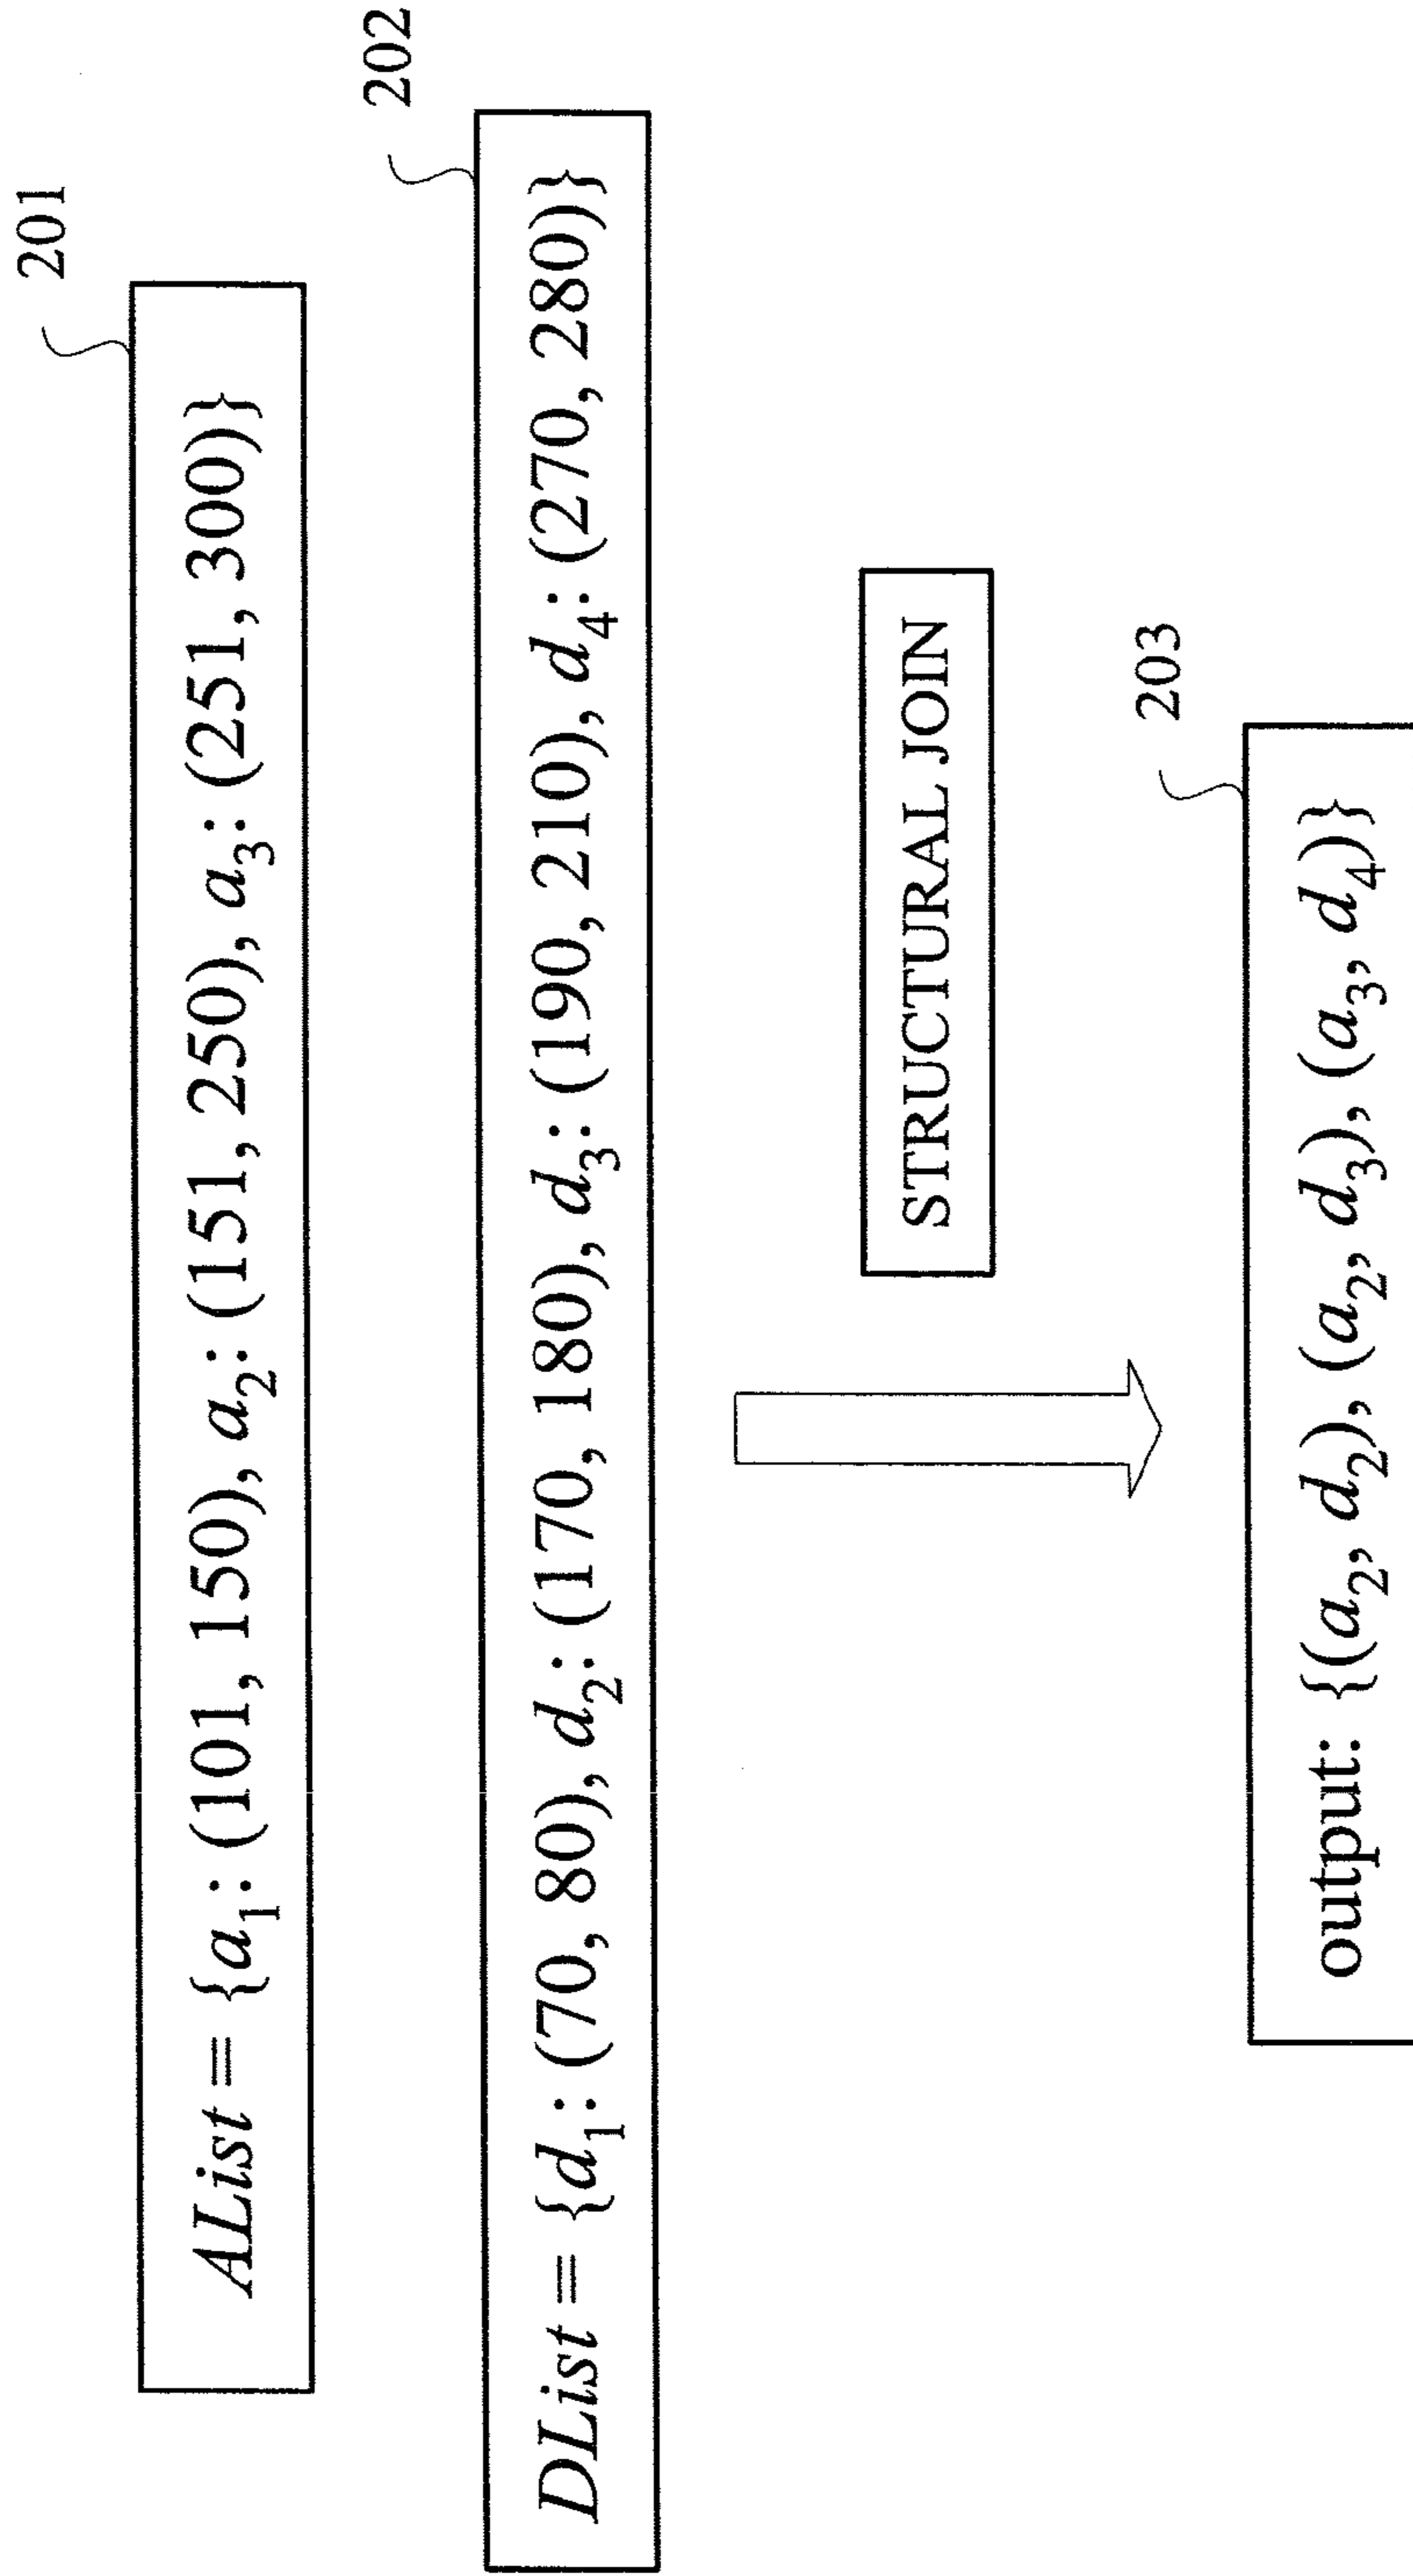 201
AList = {a₁: (101, 150), a₂: (151, 250), a₃: (251, 300)}
202
DList = {d₁: (70, 80), d₂: (170, 180), d₃: (190, 210), d₄: (270, 280)}
STRUCTURAL JOIN
203
output: {(a₂, d₂), (a₂, d₃), (a₃, d₄)}